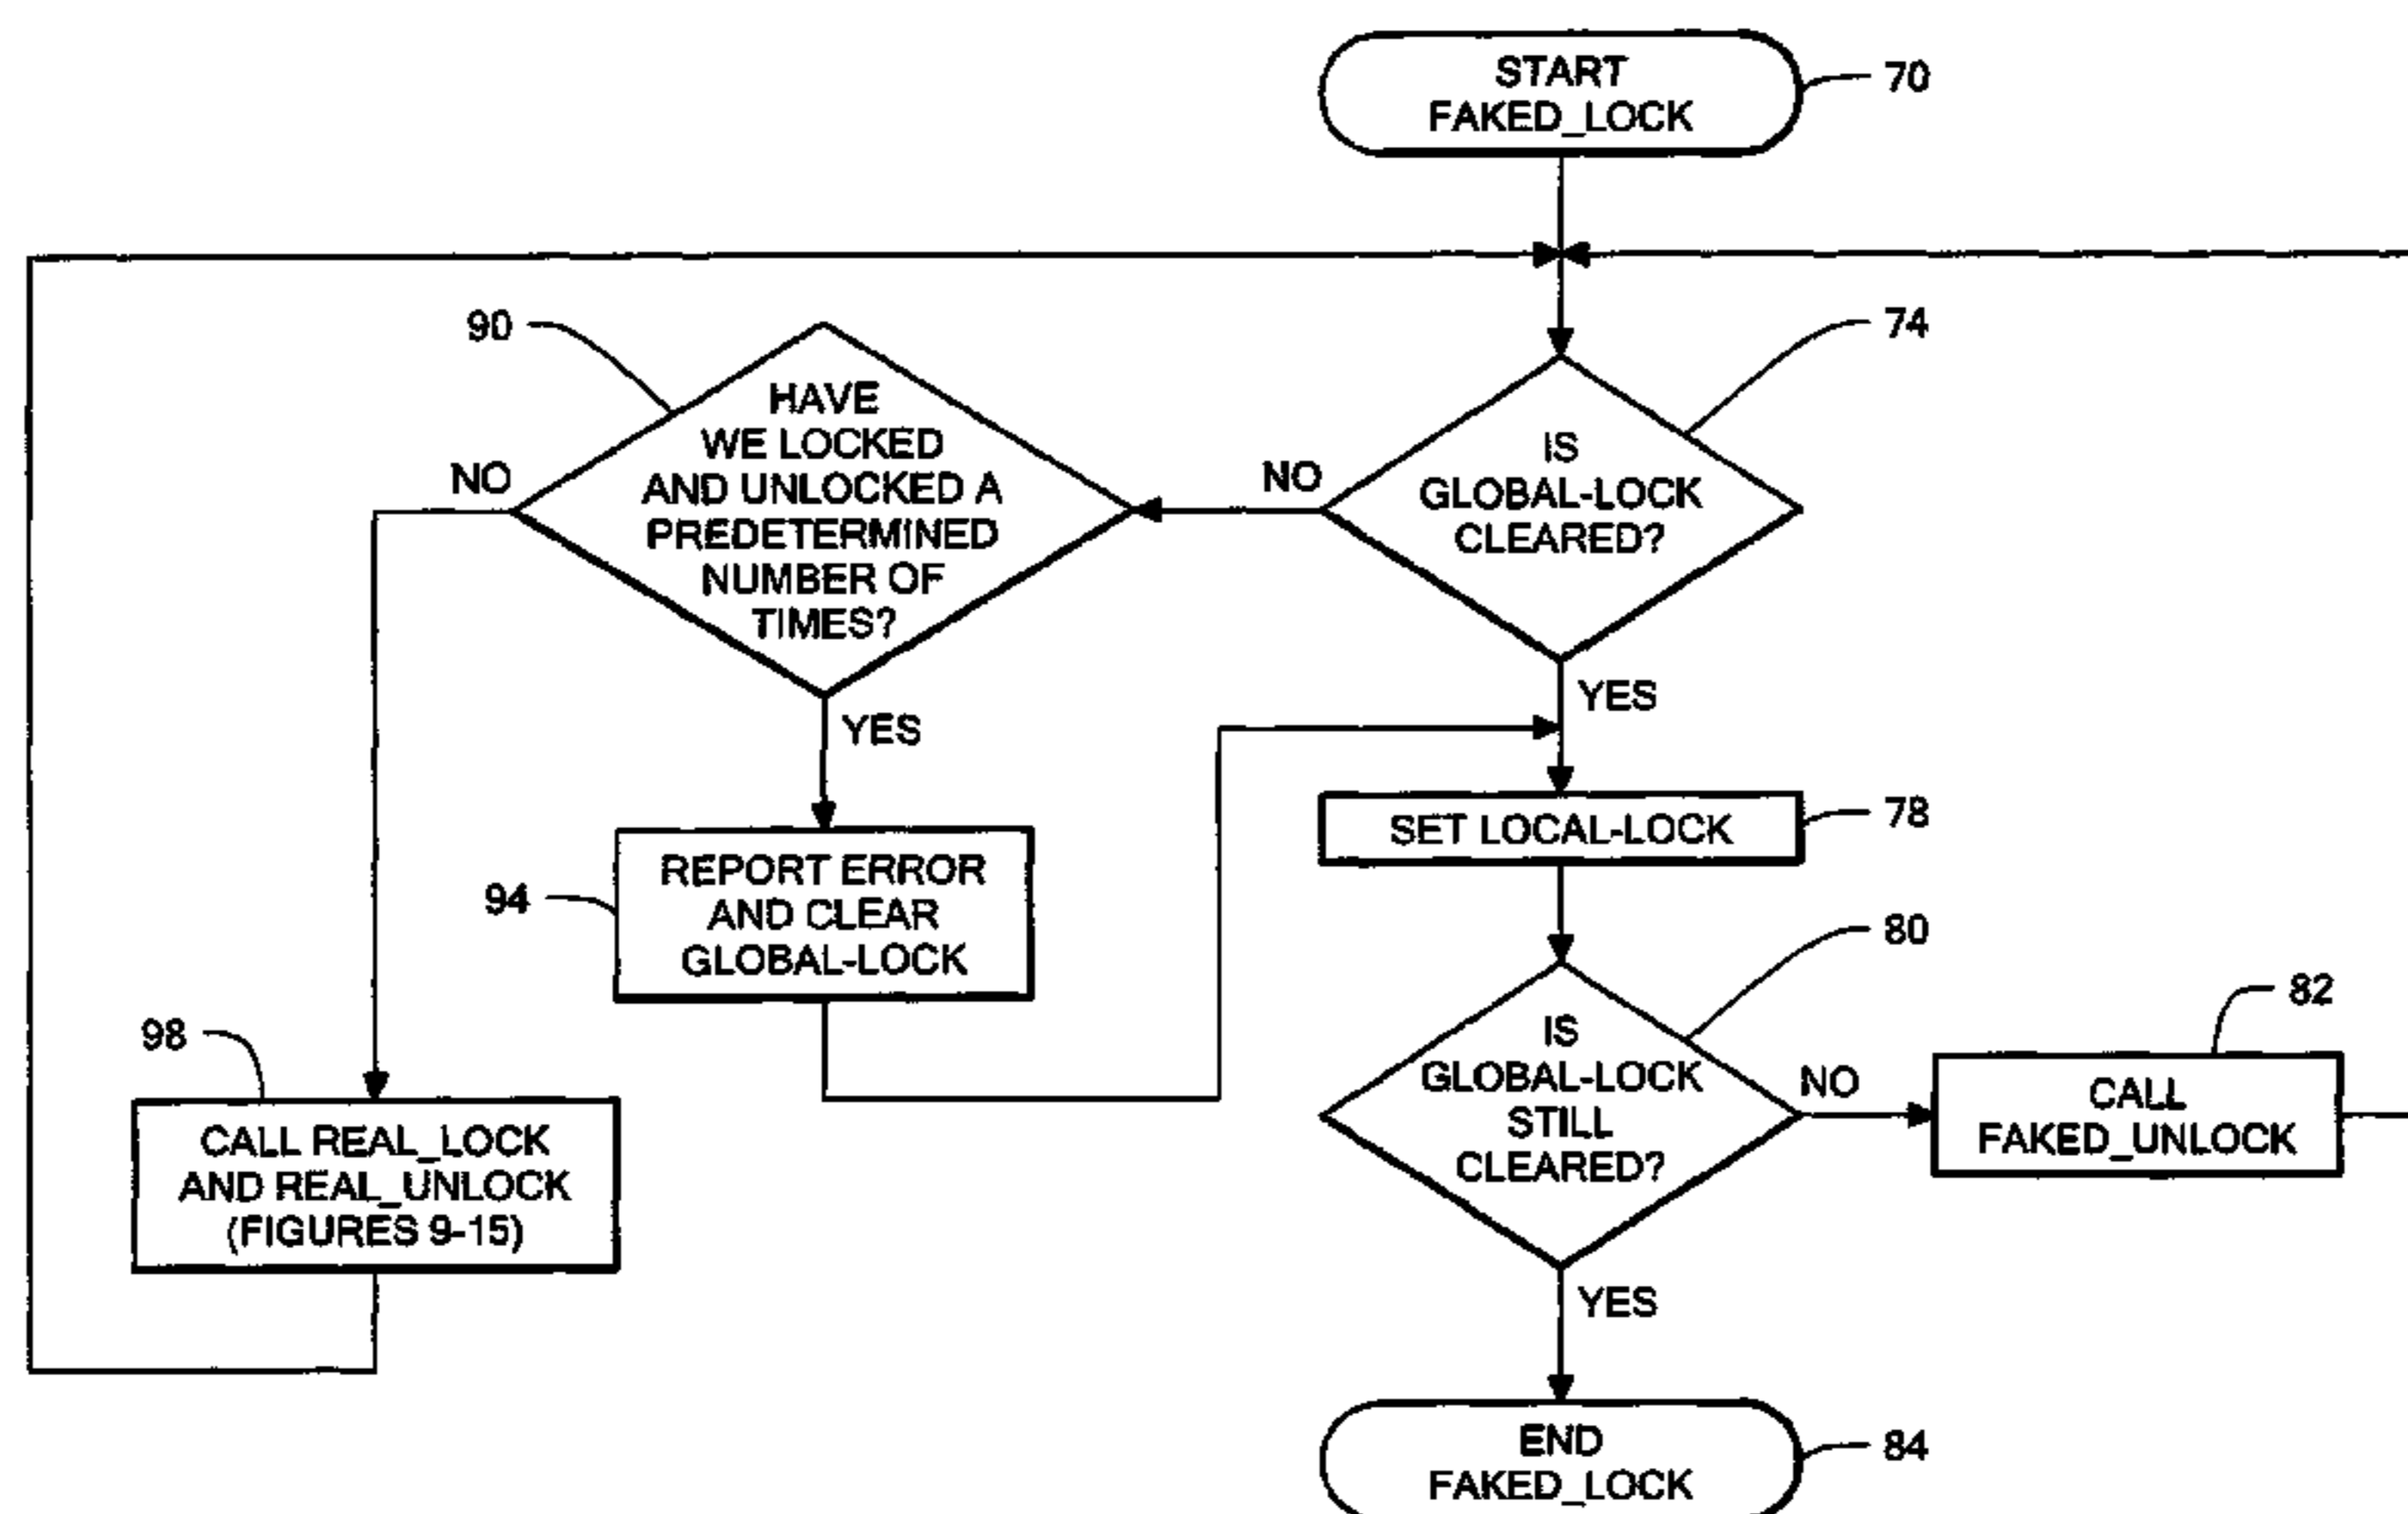 START
FAKED_LOCK
70
90
74
HAVE
WE LOCKED
AND UNLOCKED A
PREDETERMINED
NUMBER OF
TIMES?
NO
NO
IS
GLOBAL-LOCK
CLEARED?
YES
YES
SET LOCAL-LOCK
78
REPORT ERROR
AND CLEAR
GLOBAL-LOCK
94
80
82
98
IS
GLOBAL-LOCK
STILL
CLEARED?
NO
CALL
FAKED_UNLOCK
CALL REAL_LOCK
AND REAL_UNLOCK
(FIGURES 9-15)
YES
END
FAKED_LOCK
84